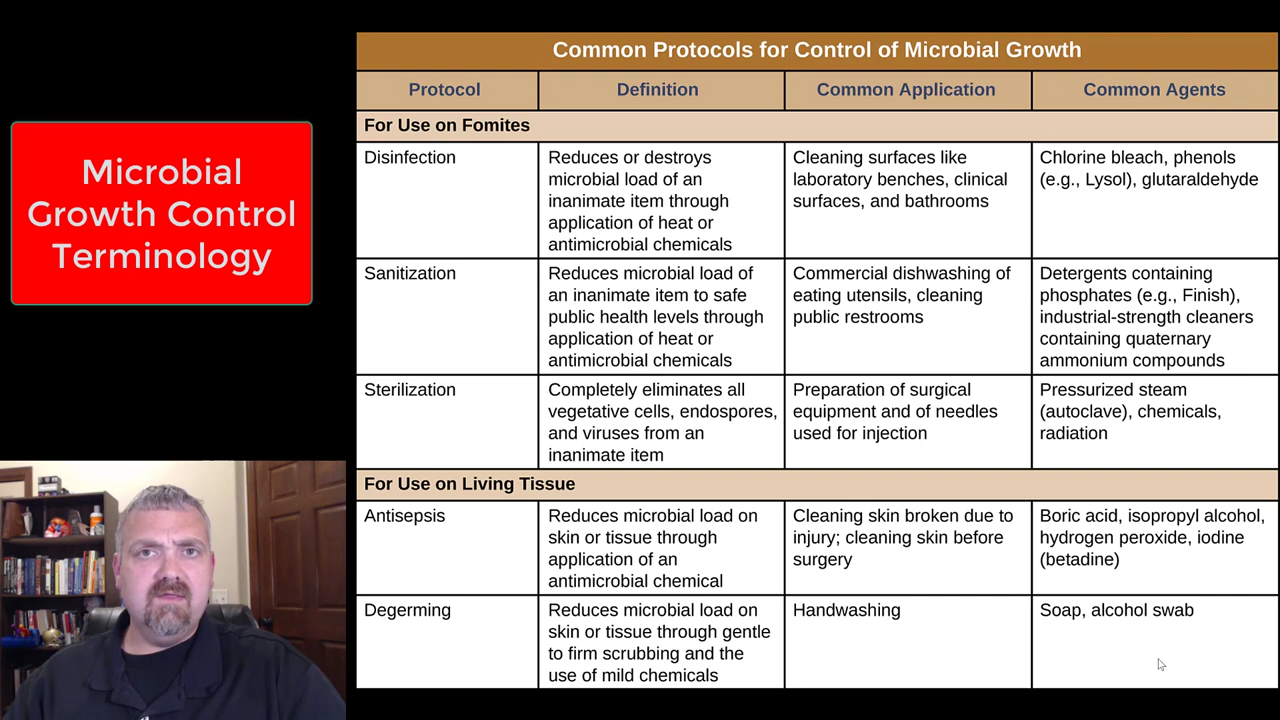 Microbial
Growth Control
Terminology
Common Protocols for Control of Microbial Growth
Protocol
Definition
Common Application
Common Agents
For Use on Fomites
Disinfection
Reduces or destroys
microbial load of an
inanimate item through
application of heat or
antimicrobial chemicals
Cleaning surfaces like
laboratory benches, clinical
surfaces, and bathrooms
Chlorine bleach, phenols
(e.g., Lysol), glutaraldehyde
Sanitization
Reduces microbial load of
an inanimate item to safe
public health levels through
application of heat or
antimicrobial chemicals
Commercial dishwashing of
eating utensils, cleaning
public restrooms
Detergents containing
phosphates (e.g., Finish),
industrial-strength cleaners
containing quaternary
ammonium compounds
Sterilization
Completely eliminates all
vegetative cells, endospores,
and viruses from an
inanimate item
Preparation of surgical
equipment and of needles
used for injection
Pressurized steam
(autoclave), chemicals,
radiation
For Use on Living Tissue
Antisepsis
Reduces microbial load on
skin or tissue through
application of an
antimicrobial chemical
Cleaning skin broken due to
injury; cleaning skin before
surgery
Boric acid, isopropyl alcohol,
hydrogen peroxide, iodine
(betadine)
Degerming
Reduces microbial load on
skin or tissue through gentle
to firm scrubbing and the
use of mild chemicals
Handwashing
Soap, alcohol swab